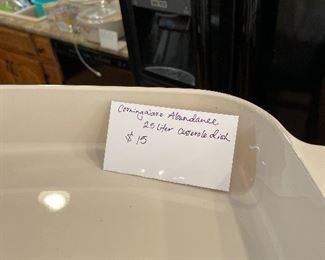 Corningware Abundance
2.5 Liter Casserole dish
$15